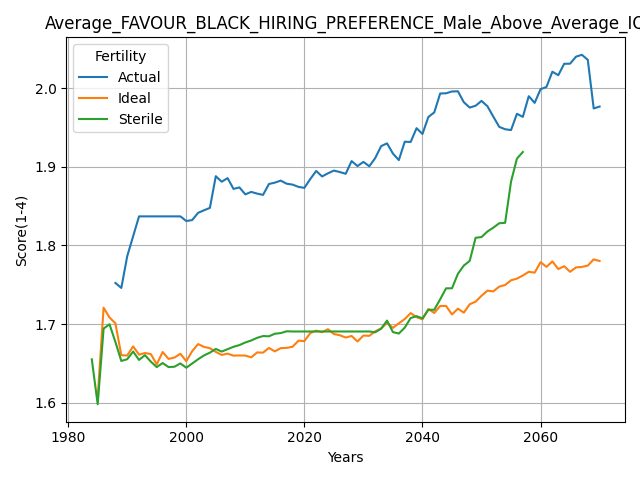 Average_FAVOUR_BLACK_HIRING_PREFERENCE_Male_Above_Average_IQ
Fertility
Actual
Ideal
Sterile
Score(1-4)
2.0
1.9
1.8
1.7
1.6
1980
2000
2020
2040
2060
Years